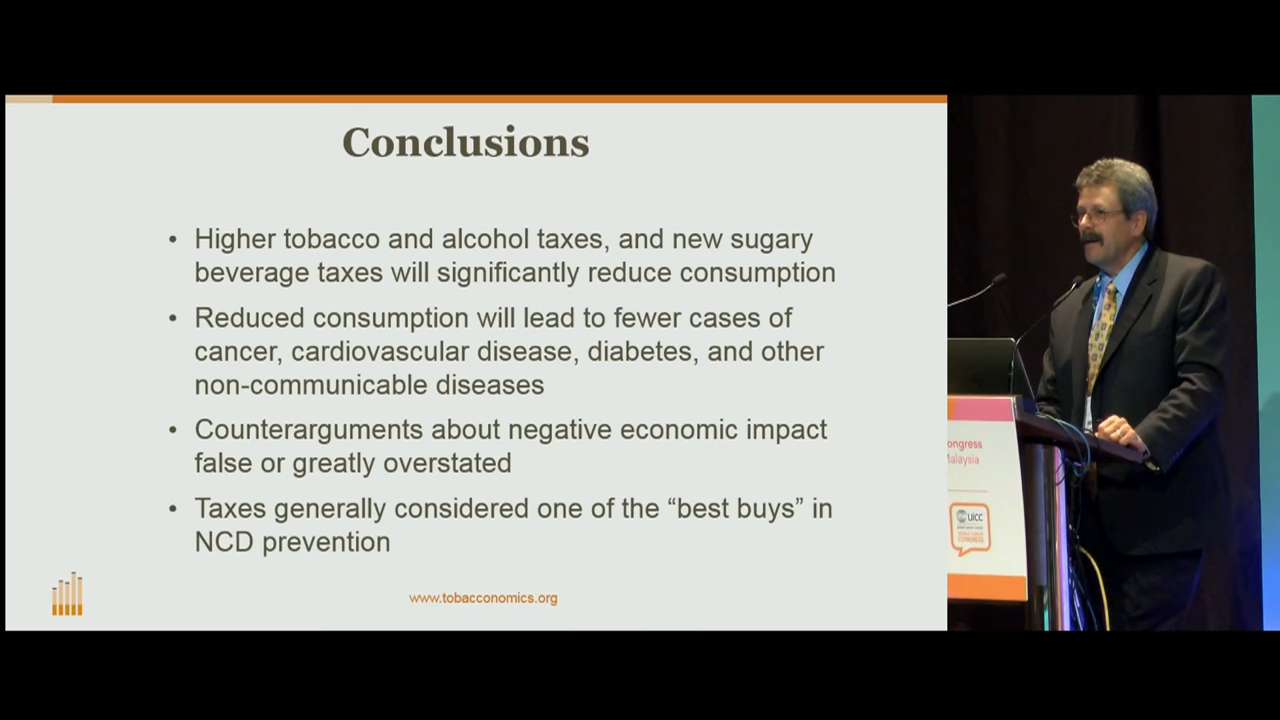 Conclusions
• Higher tobacco and alcohol taxes, and new sugary
beverage taxes will significantly reduce consumption
• Reduced consumption will lead to fewer cases of
cancer, cardiovascular disease, diabetes, and other
non-communicable diseases
• Counterarguments about negative economic impact
false or greatly overstated
• Taxes generally considered one of the “best buys” in
NCD prevention
www.tobacconomics.org
ongress
Malaysia
uicc
CONGRESS